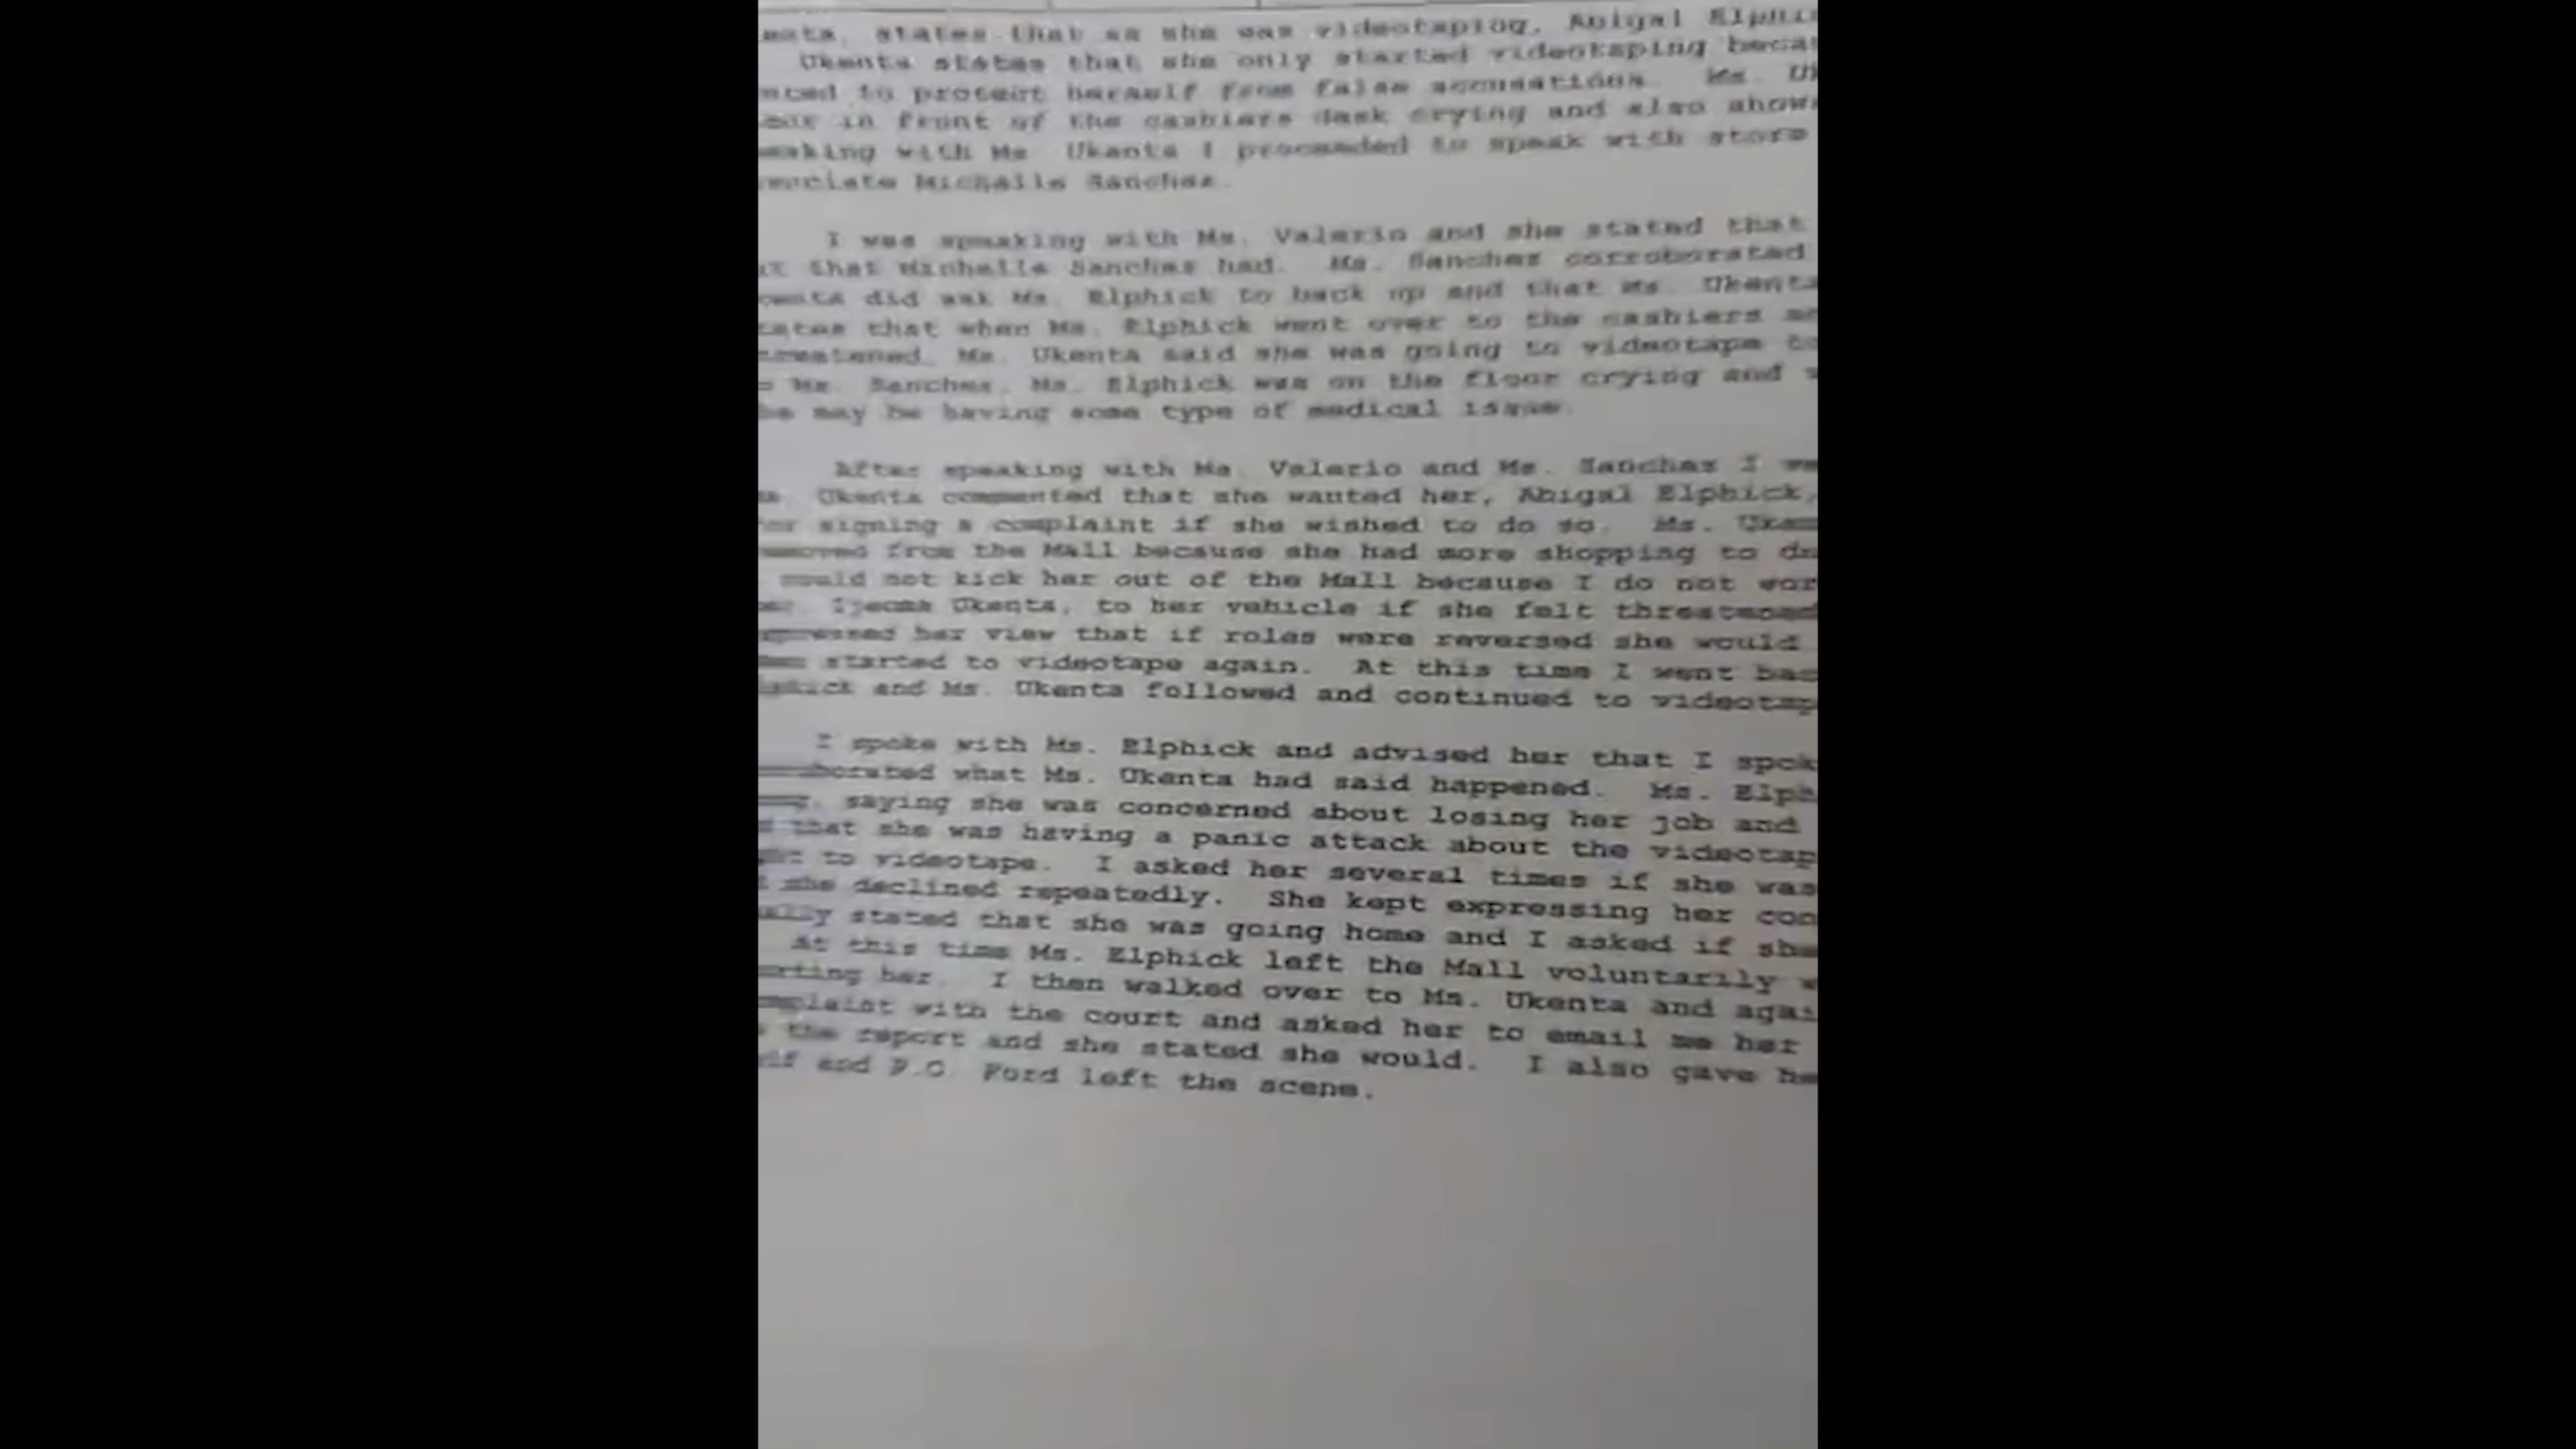 states that as she was videotaping, Abigal
Ukenta states that she only started videotaping
to protect herself from false accusations. Ms.
in front of the cashiers desk crying and also
with Ms. Ukenta I proceeded to speak with store
Michelle Sanchez.
I was speaking with Ms. Valerio and she stated that
that Michelle Sanchez had. Ms. Sanchez corroborated
did ask Ms. Elphick to back up and that Ms. Ukenta
that when Ms. Elphick went over to the cashiers
Ms. Ukenta said she was going to videotape
Ms. Sanchez. Ms. Elphick was on the floor crying and
may be having some type of medical issue.
After speaking with Ms. Valerio and Ms. Sanchez I
Ukenta commented that she wanted her, Abigal Elphick,
signing a complaint if she wished to do so. Ms.
from the Mall because she had more shopping to
would not kick her out of the Mall because I do not
Ijeoma Ukenta, to her vehicle if she felt threatened
her view that if roles were reversed she would
started to videotape again. At this time I went
and Ms. Ukenta followed and continued to
I spoke with Ms. Elphick and advised her that I
what Ms. Ukenta had said happened. Ms.
saying she was concerned about losing her job and
that she was having a panic attack about the
to videotape. I asked her several times if she was
she declined repeatedly. She kept expressing her
stated that she was going home and I asked if she
At this time Ms. Elphick left the Mall voluntarily
her. I then walked over to Ms. Ukenta and
with the court and asked her to email me her
the report and she stated she would. I also gave
and P.O. Ford left the scene.